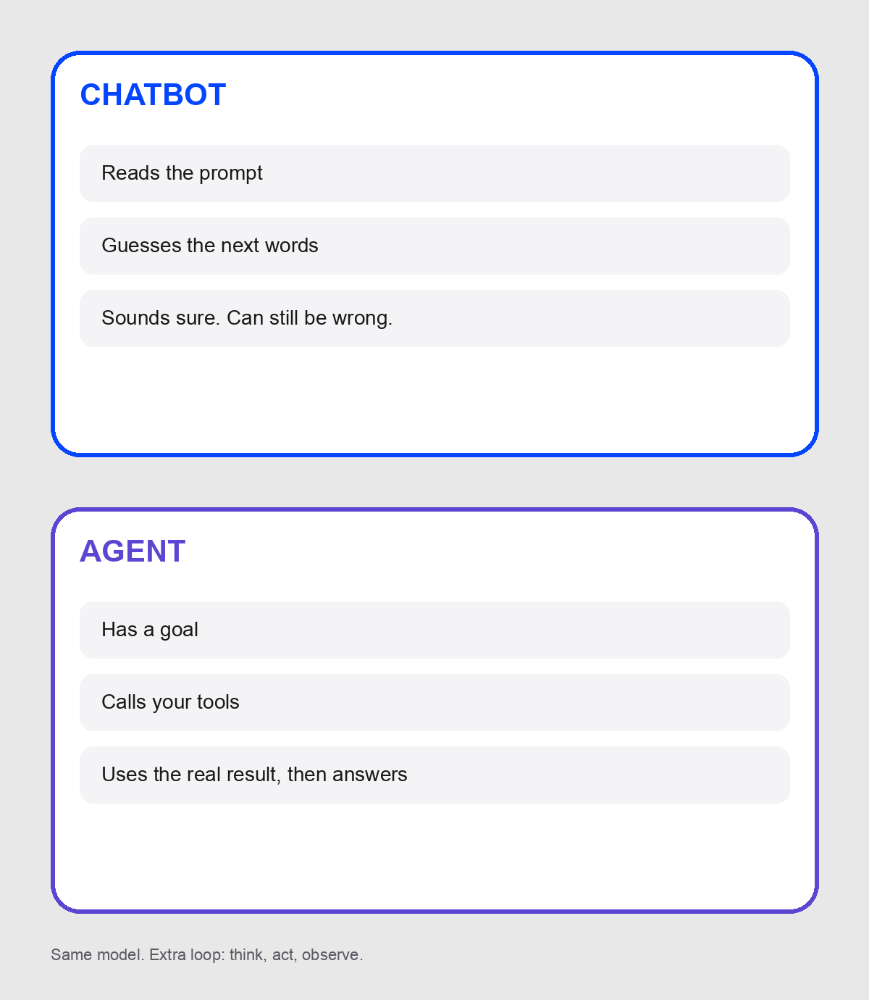 CHATBOT
Reads the prompt
Guesses the next words
Sounds sure. Can still be wrong.
AGENT
Has a goal
Calls your tools
Uses the real result, then answers
Same model. Extra loop: think, act, observe.